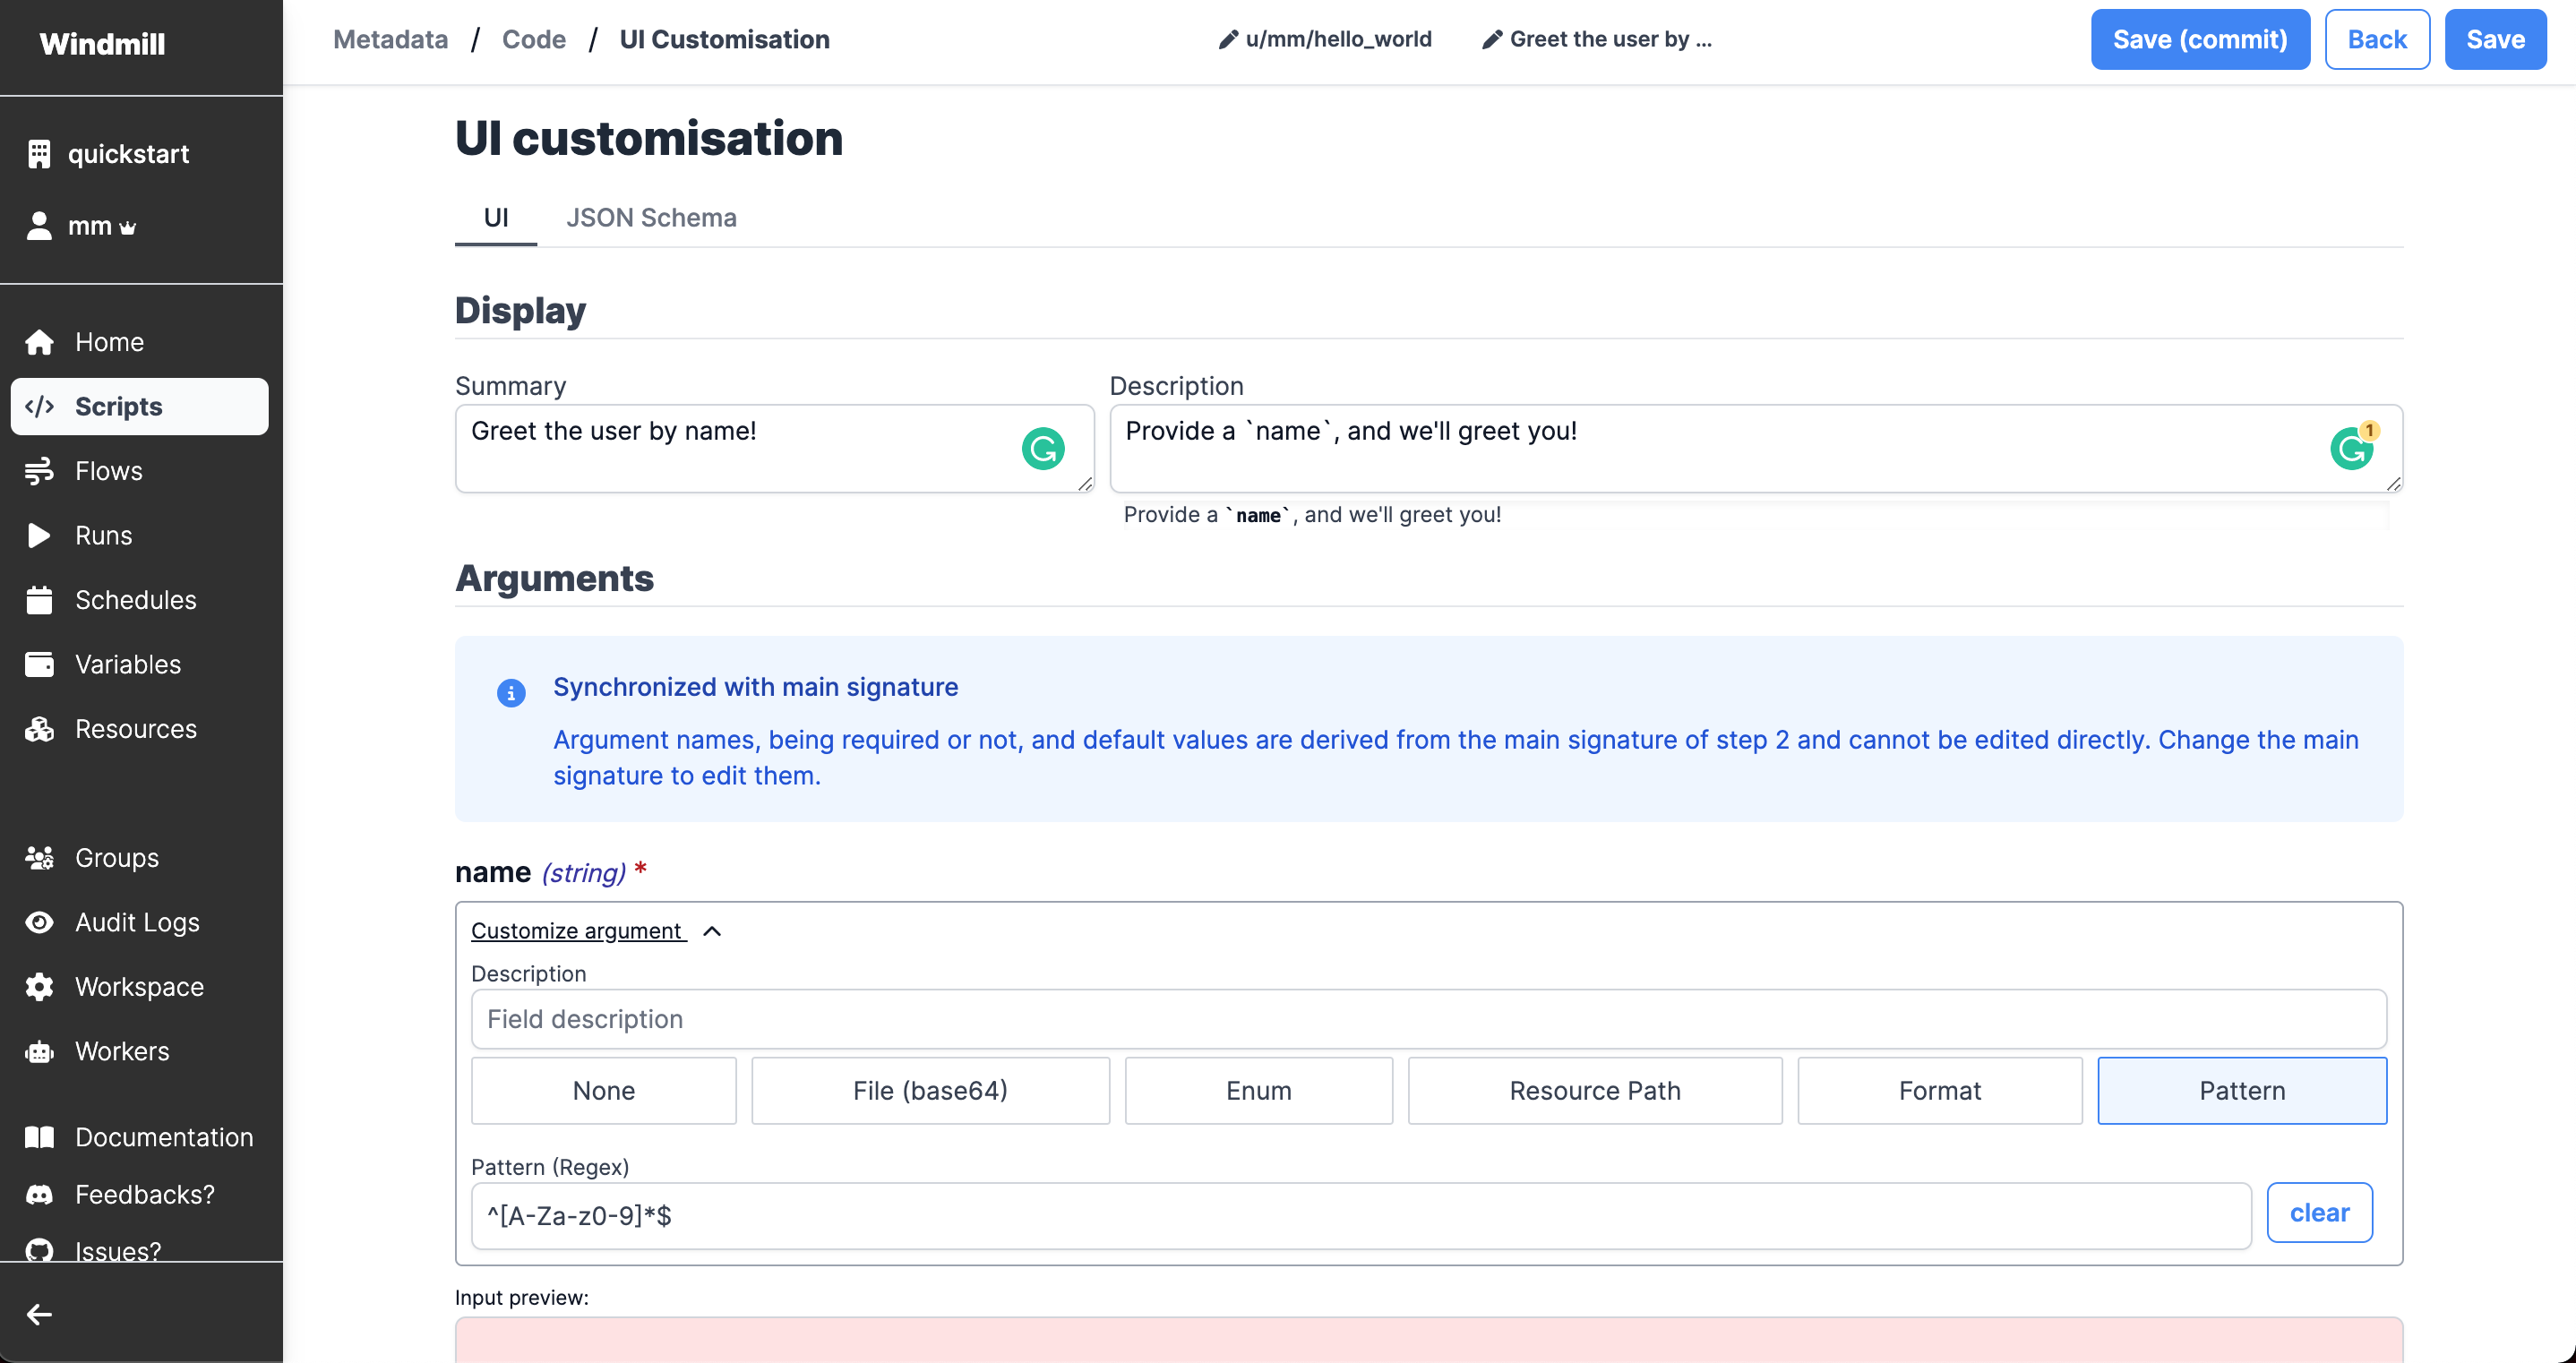 Windmill
quickstart
mm
Home
Scripts
Flows
Runs
Schedules
Variables
Resources
Groups
Audit Logs
Workspace
Workers
Documentation
Feedbacks?
Issues?
Metadata / Code / UI Customisation
u/mm/hello_world
Greet the user by ...
Save (commit)
Back
Save
UI customisation
UI
JSON Schema
Display
Summary
Greet the user by name!
Description
Provide a `name`, and we'll greet you!
1
Provide a `name`, and we'll greet you!
Arguments
Synchronized with main signature
Argument names, being required or not, and default values are derived from the main signature of step 2 and cannot be edited directly. Change the main
signature to edit them.
name (string) *
Customize argument
Description
Field description
None
File (base64)
Enum
Resource Path
Format
Pattern
Pattern (Regex)
^[A-Za-z0-9]*$
clear
Input preview: